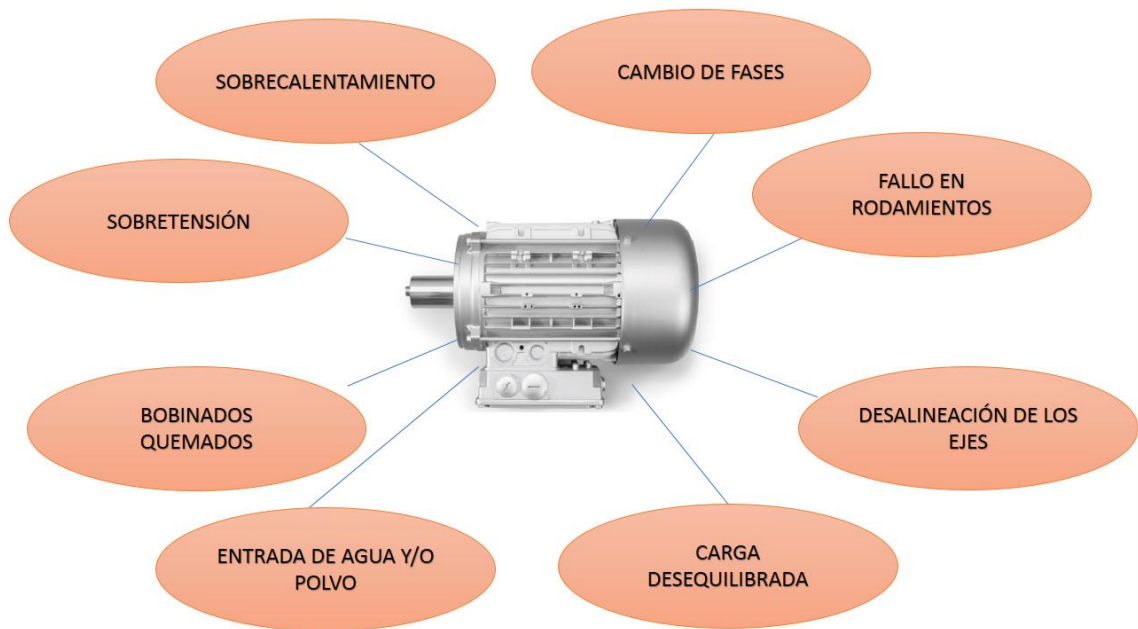 SOBRECALENTAMIENTO
CAMBIO DE FASES
SOBRETENSIÓN
FALLO EN
RODAMIENTOS
BOBINADOS
QUEMADOS
DESALINEACIÓN DE LOS
EJES
ENTRADA DE AGUA Y/O
POLVO
CARGA
DESEQUILIBRADA